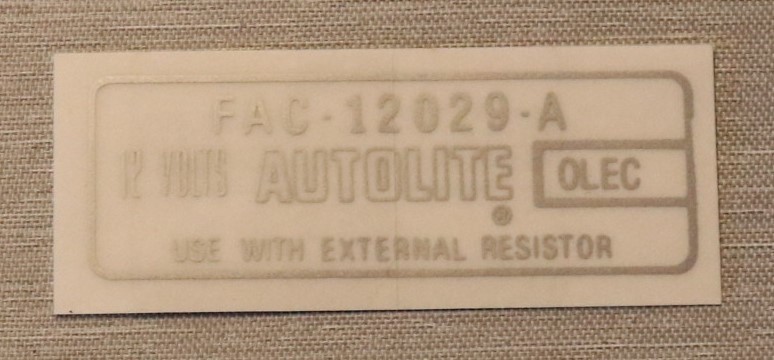 FAC-12029-A
12 VOLTS AUTOLITE ® OLEC
USE WITH EXTERNAL RESISTOR